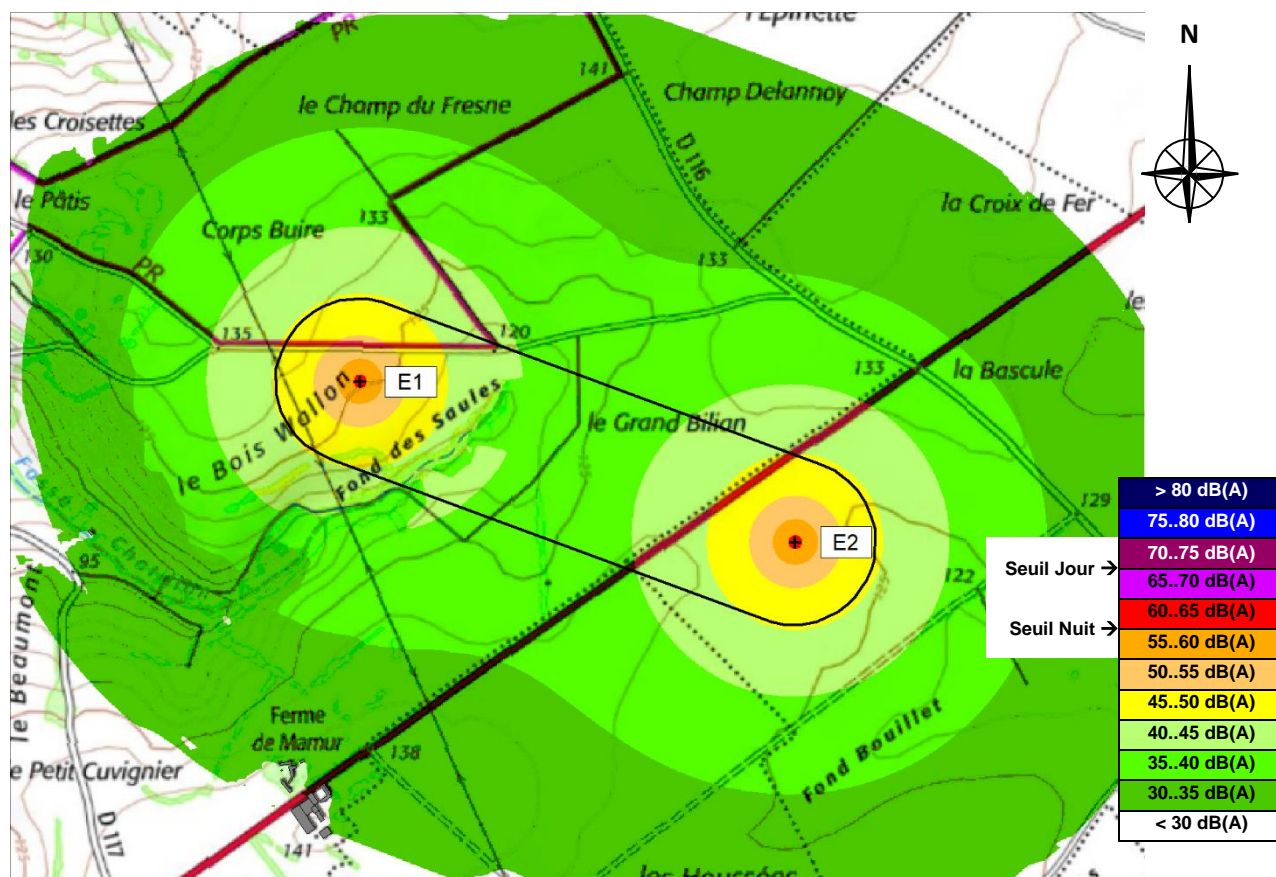 l'Epinette
N
PR
141
le Champ du Fresne
Champ Delannoy
les Croisettes
D 116
le Pâtis
133
la Croix de Fer
Corps Buire
130
PR
133
135
120
E1
133
la Bascule
le Bois Wallon
Fond des Saules
le Grand Bilian
Fossé Chatillon
E2
129
95
122
le Beaumont
Ferme
de Mamur
138
Fond Bouillet
e Petit Cuvignier
D 117
141
125
les Houssées
> 80 dB(A)
75..80 dB(A)
70..75 dB(A)
Seuil Jour →
65..70 dB(A)
60..65 dB(A)
Seuil Nuit →
55..60 dB(A)
50..55 dB(A)
45..50 dB(A)
40..45 dB(A)
35..40 dB(A)
30..35 dB(A)
< 30 dB(A)